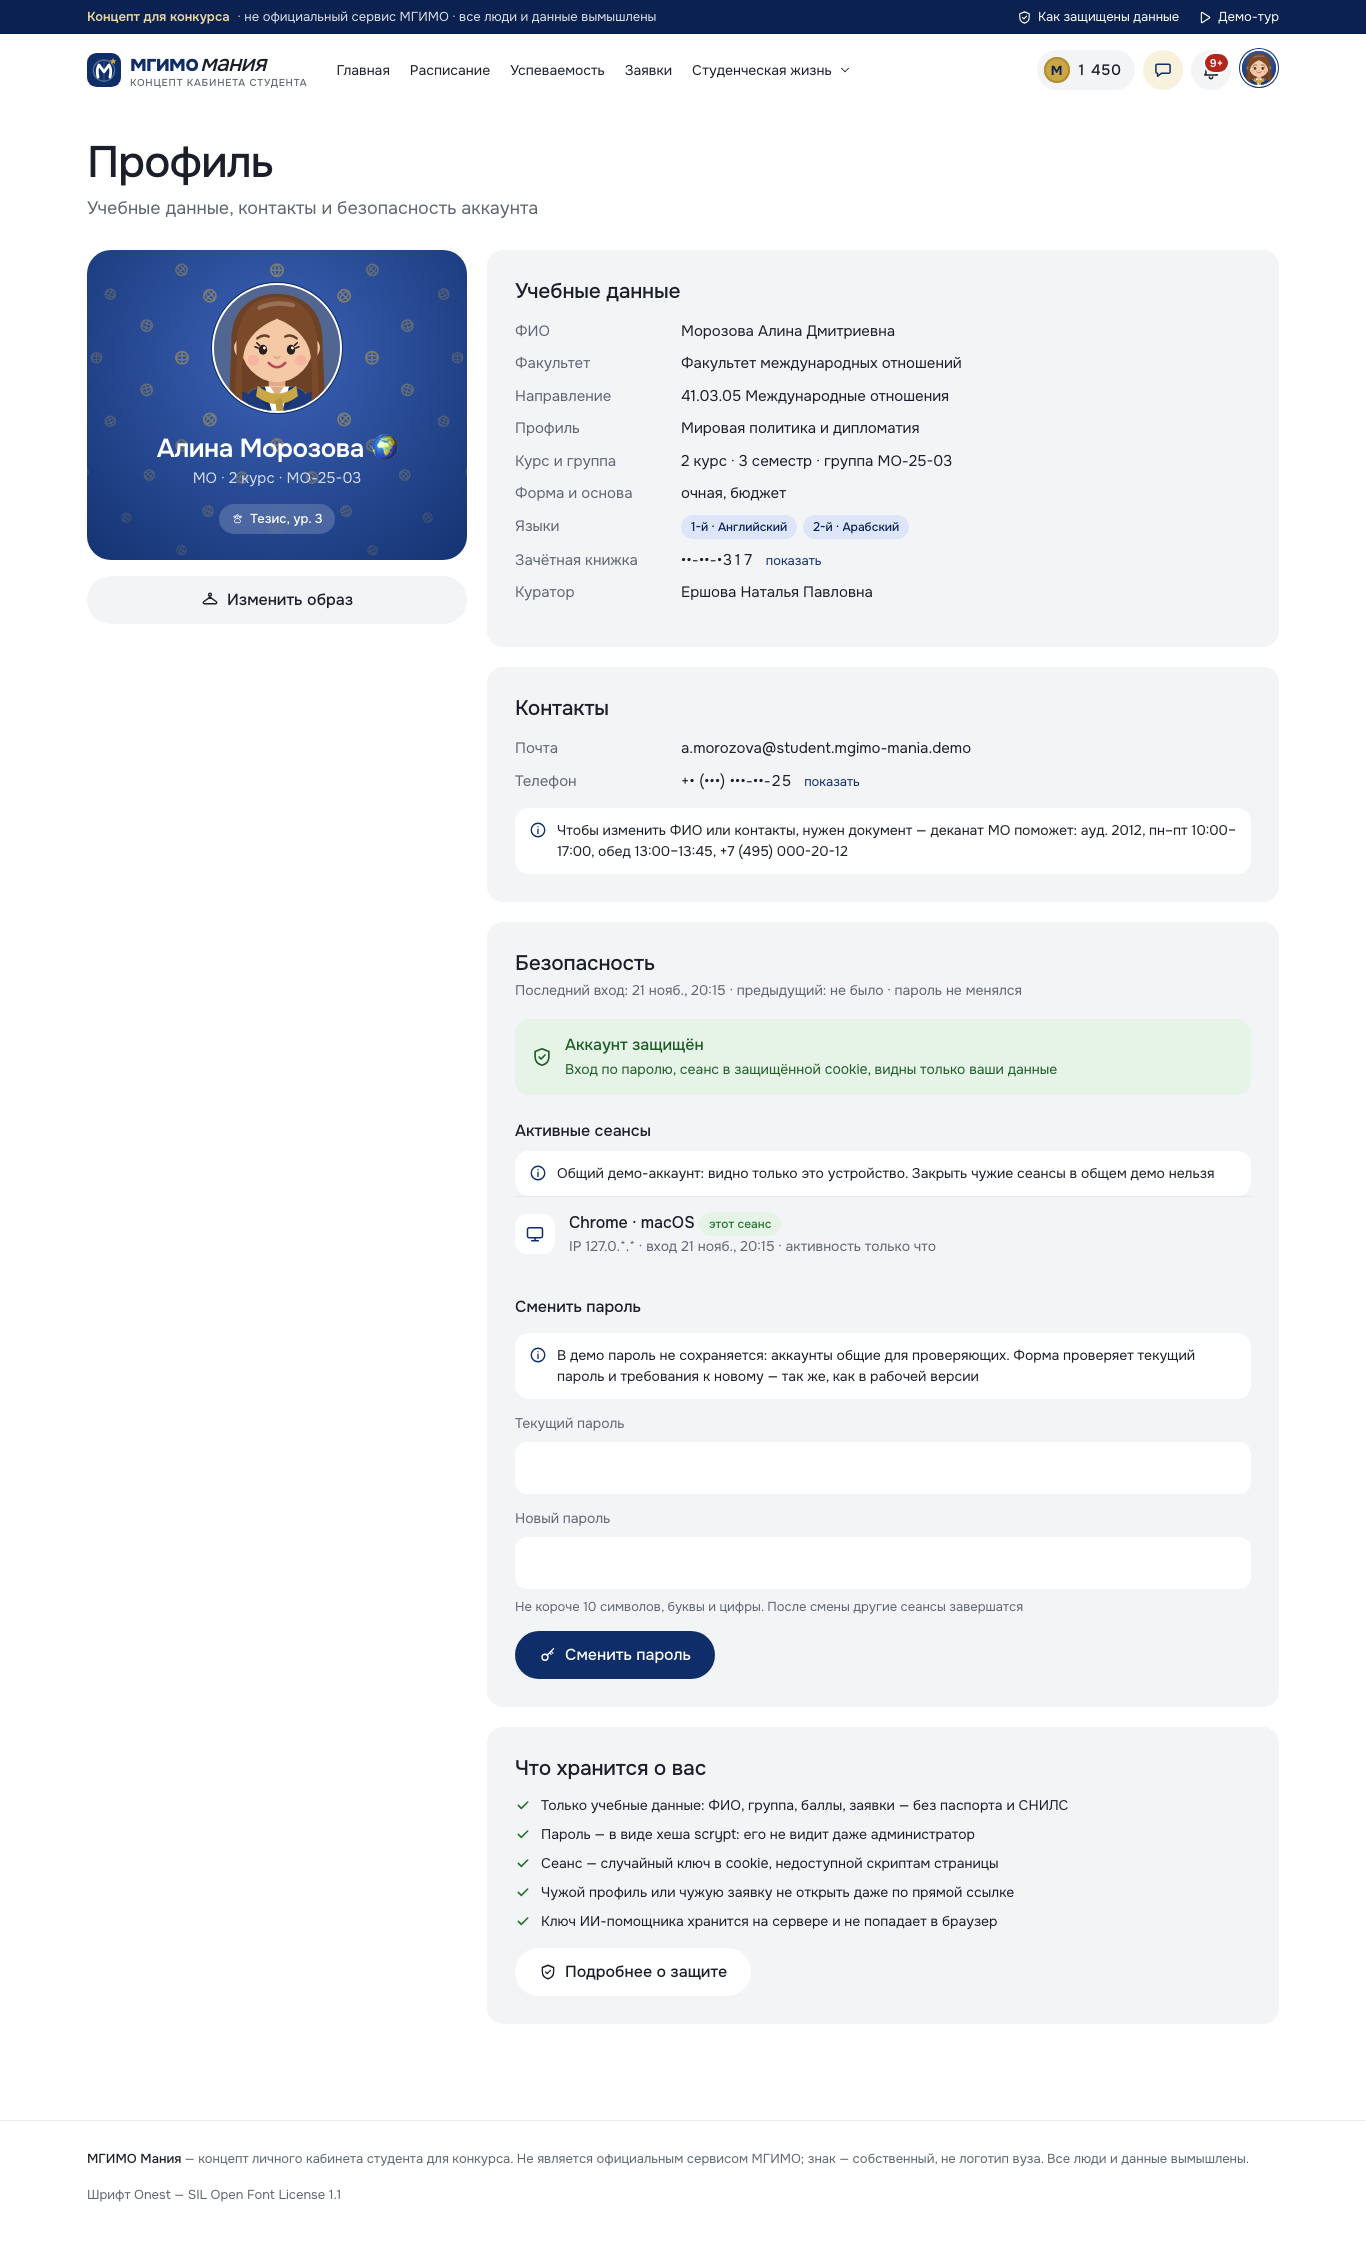 Концепт для конкурса · не официальный сервис МГИМО · все люди и данные вымышлены
Как защищены данные
Демо-тур
М
МГИМО Мания
КОНЦЕПТ КАБИНЕТА СТУДЕНТА
Главная
Расписание
Успеваемость
Заявки
Студенческая жизнь
М 1 450
9+
Профиль
Учебные данные, контакты и безопасность аккаунта
Алина Морозова
МО · 2 курс · МО-25-03
Тезис, ур. 3
Изменить образ
Учебные данные
ФИО Морозова Алина Дмитриевна
Факультет Факультет международных отношений
Направление 41.03.05 Международные отношения
Профиль Мировая политика и дипломатия
Курс и группа 2 курс · 3 семестр · группа МО-25-03
Форма и основа очная, бюджет
Языки 1-й · Английский 2-й · Арабский
Зачётная книжка ••-••-•317 показать
Куратор Ершова Наталья Павловна
Контакты
Почта a.morozova@student.mgimo-mania.demo
Телефон +• (•••) •••-••-25 показать
Чтобы изменить ФИО или контакты, нужен документ — деканат МО поможет: ауд. 2012, пн–пт 10:00–
17:00, обед 13:00–13:45, +7 (495) 000-20-12
Безопасность
Последний вход: 21 нояб., 20:15 · предыдущий: не было · пароль не менялся
Аккаунт защищён
Вход по паролю, сеанс в защищённой cookie, видны только ваши данные
Активные сеансы
Общий демо-аккаунт: видно только это устройство. Закрыть чужие сеансы в общем демо нельзя
Chrome · macOS этот сеанс
IP 127.0.*.* · вход 21 нояб., 20:15 · активность только что
Сменить пароль
В демо пароль не сохраняется: аккаунты общие для проверяющих. Форма проверяет текущий
пароль и требования к новому — так же, как в рабочей версии
Текущий пароль
Новый пароль
Не короче 10 символов, буквы и цифры. После смены другие сеансы завершатся
Сменить пароль
Что хранится о вас
Только учебные данные: ФИО, группа, баллы, заявки — без паспорта и СНИЛС
Пароль — в виде хеша scrypt: его не видит даже администратор
Сеанс — случайный ключ в cookie, недоступной скриптам страницы
Чужой профиль или чужую заявку не открыть даже по прямой ссылке
Ключ ИИ-помощника хранится на сервере и не попадает в браузер
Подробнее о защите
МГИМО Мания — концепт личного кабинета студента для конкурса. Не является официальным сервисом МГИМО; знак — собственный, не логотип вуза. Все люди и данные вымышлены.
Шрифт Onest — SIL Open Font License 1.1